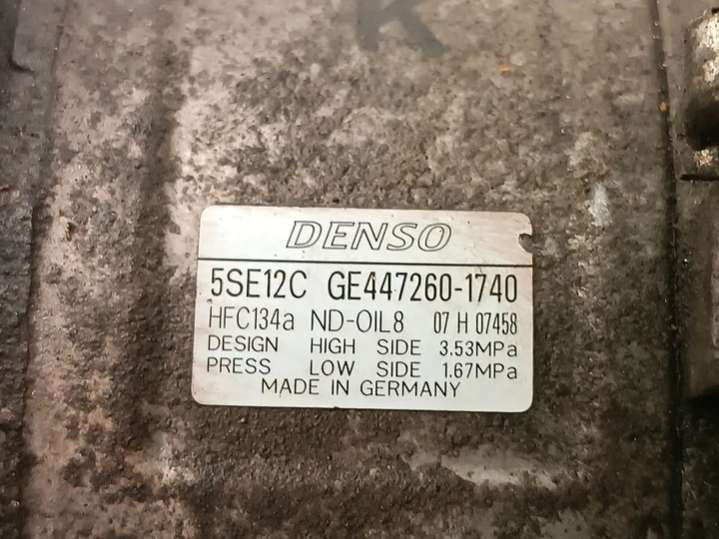 K
DENSO
5SE12C GE447260-1740
HFC134a ND-OIL8 07 H 07458
DESIGN HIGH SIDE 3.53MPa
PRESS LOW SIDE 1.67MPa
MADE IN GERMANY